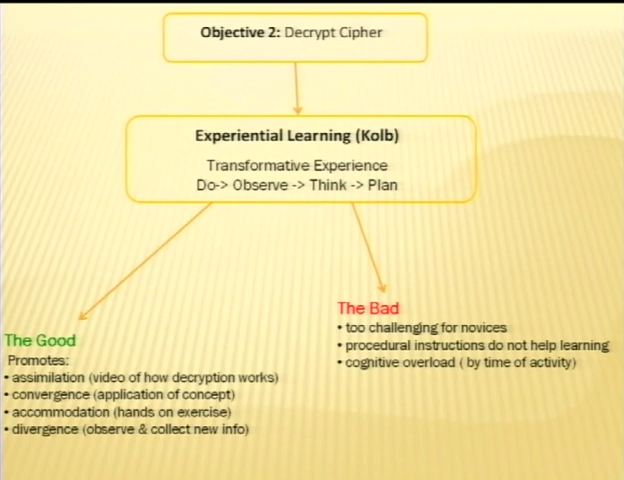 Objective 2: Decrypt Cipher
Experiential Learning (Kolb)
Transformative Experience
Do-> Observe -> Think -> Plan
The Good
Promotes:
• assimilation (video of how decryption works)
• convergence (application of concept)
• accommodation (hands on exercise)
• divergence (observe & collect new info)
The Bad
• too challenging for novices
• procedural instructions do not help learning
• cognitive overload ( by time of activity)